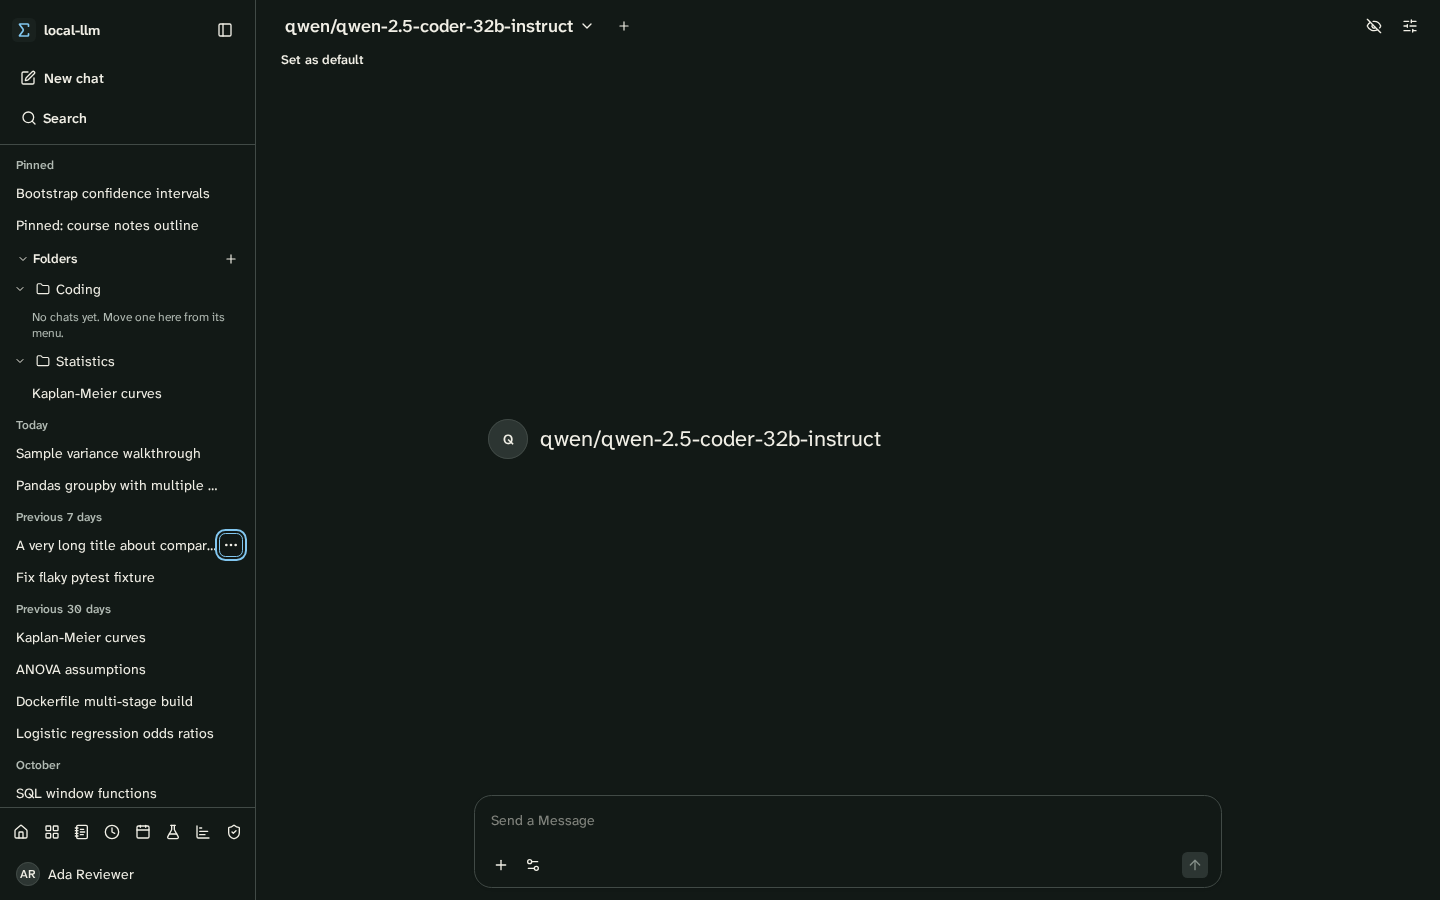 local-llm
New chat
Search
Pinned
Bootstrap confidence intervals
Pinned: course notes outline
Folders
Coding
No chats yet. Move one here from its
menu.
Statistics
Kaplan-Meier curves
Today
Sample variance walkthrough
Pandas groupby with multiple ...
Previous 7 days
A very long title about compar...
Fix flaky pytest fixture
Previous 30 days
Kaplan-Meier curves
ANOVA assumptions
Dockerfile multi-stage build
Logistic regression odds ratios
October
SQL window functions
AR
Ada Reviewer
qwen/qwen-2.5-coder-32b-instruct
Set as default
Q
qwen/qwen-2.5-coder-32b-instruct
Send a Message